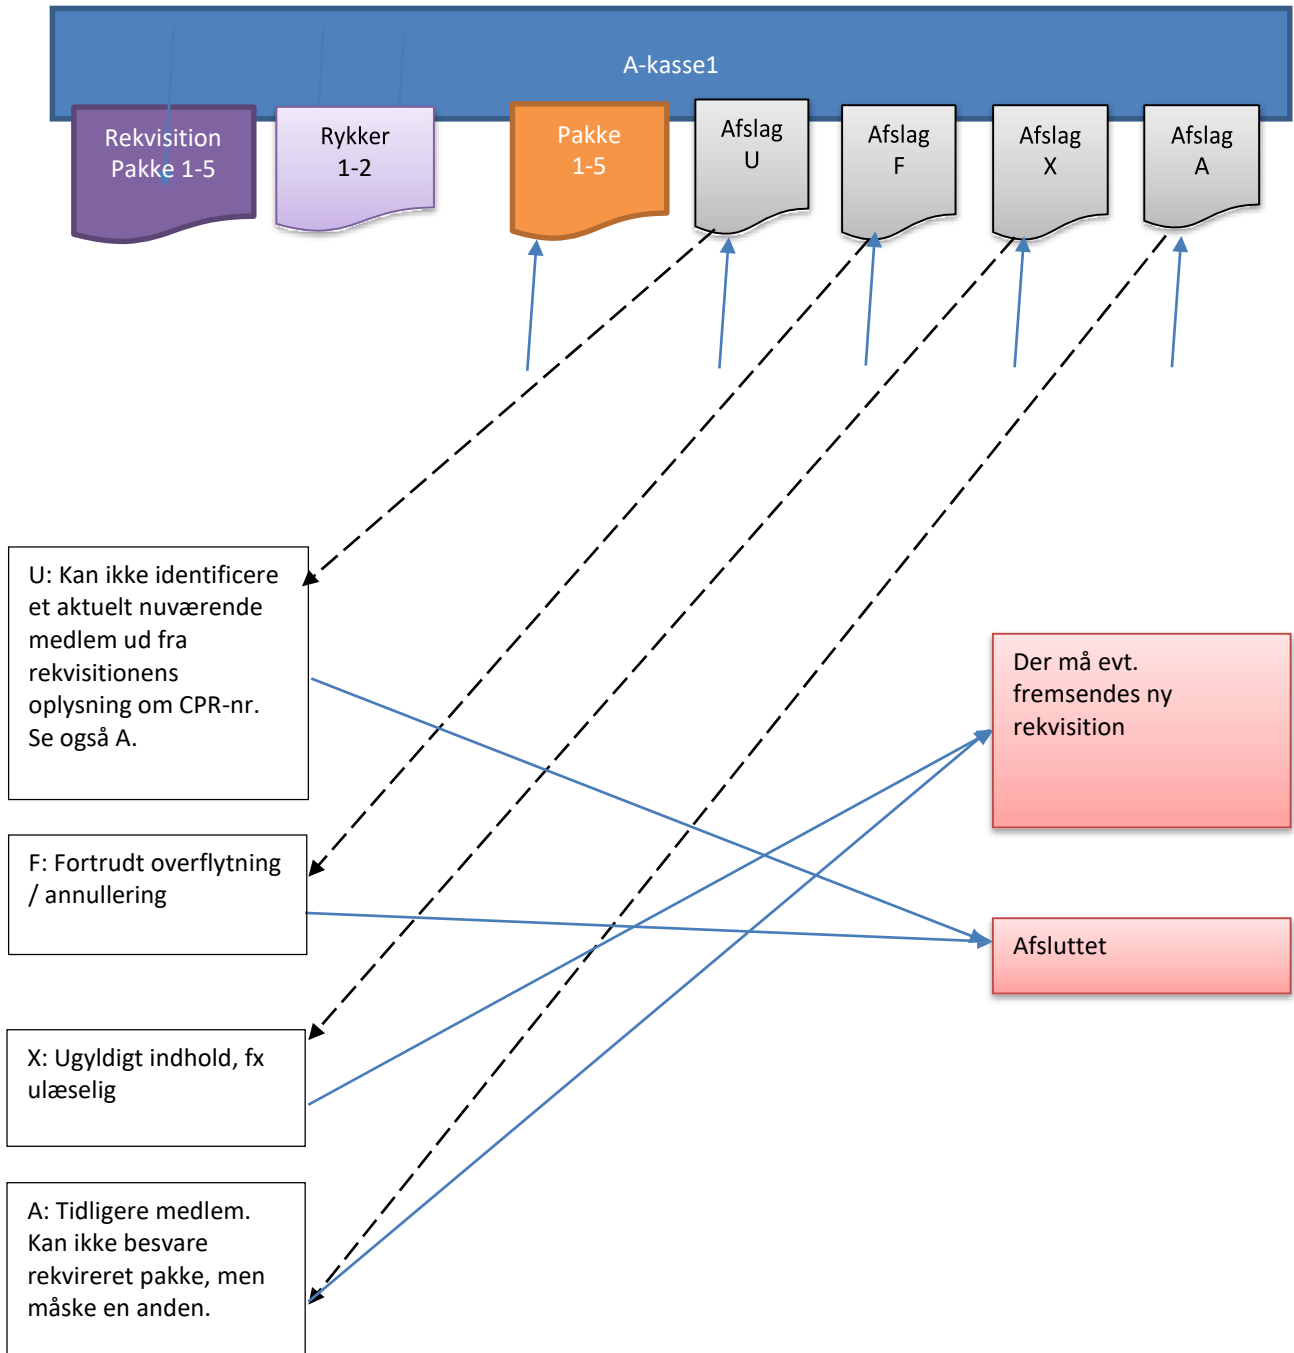 A-kasse1
Rekvisition
Pakke 1-5
Rykker
1-2
Pakke
1-5
Afslag
U
Afslag
F
Afslag
X
Afslag
A
U: Kan ikke identificere
et aktuelt nuværende
medlem ud fra
rekvisitionens
oplysning om CPR-nr.
Se også A.
Der må evt.
fremsendes ny
rekvisition
F: Fortrudt overflytning
/ annullering
Afsluttet
X: Ugyldigt indhold, fx
ulæselig
A: Tidligere medlem.
Kan ikke besvare
rekvireret pakke, men
måske en anden.